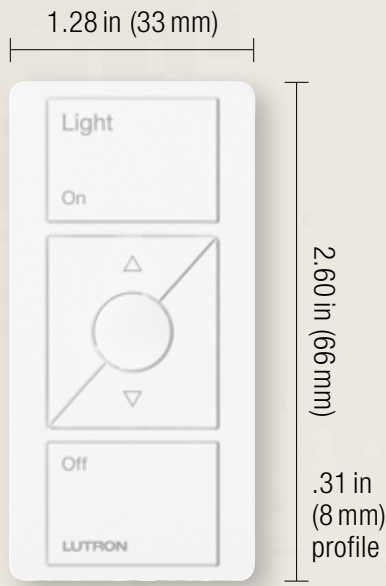 1.28 in (33 mm)
Light
On
Off
LUTRON
2.60 in (66 mm)
.31 in
(8 mm)
profile